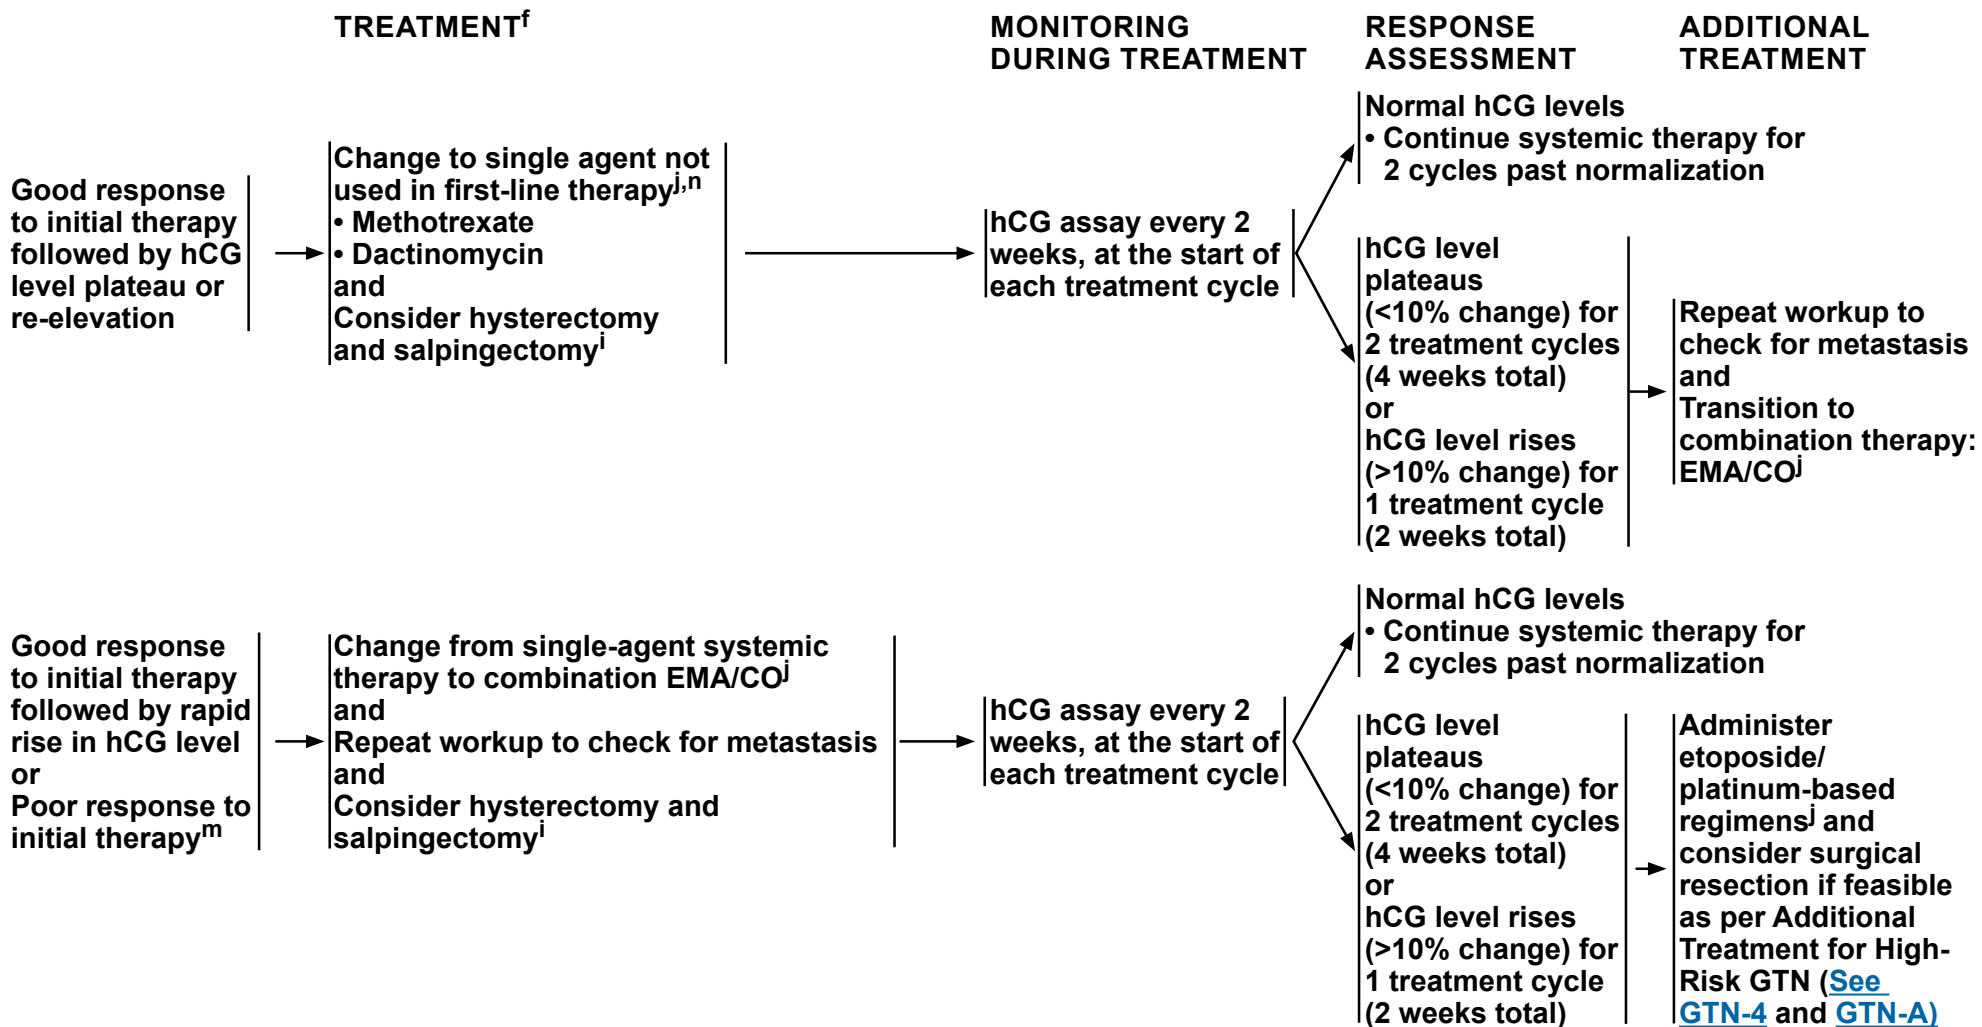 TREATMENTf
MONITORING
DURING TREATMENT
RESPONSE
ASSESSMENT
ADDITIONAL
TREATMENT
Good response
to initial therapy
followed by hCG
level plateau or
re-elevation
Change to single agent not
used in first-line therapyj,n
• Methotrexate
• Dactinomycin
and
Consider hysterectomy
and salpingectomyi
hCG assay every 2
weeks, at the start of
each treatment cycle
Normal hCG levels
• Continue systemic therapy for
2 cycles past normalization
hCG level
plateaus
(<10% change) for
2 treatment cycles
(4 weeks total)
or
hCG level rises
(>10% change) for
1 treatment cycle
(2 weeks total)
Repeat workup to
check for metastasis
and
Transition to
combination therapy:
EMA/COj
Good response
to initial therapy
followed by rapid
rise in hCG level
or
Poor response to
initial therapym
Change from single-agent systemic
therapy to combination EMA/COj
and
Repeat workup to check for metastasis
and
Consider hysterectomy and
salpingectomyi
hCG assay every 2
weeks, at the start of
each treatment cycle
Normal hCG levels
• Continue systemic therapy for
2 cycles past normalization
hCG level
plateaus
(<10% change) for
2 treatment cycles
(4 weeks total)
or
hCG level rises
(>10% change) for
1 treatment cycle
(2 weeks total)
Administer
etoposide/
platinum-based
regimensj and
consider surgical
resection if feasible
as per Additional
Treatment for High-
Risk GTN (See
GTN-4 and GTN-A)